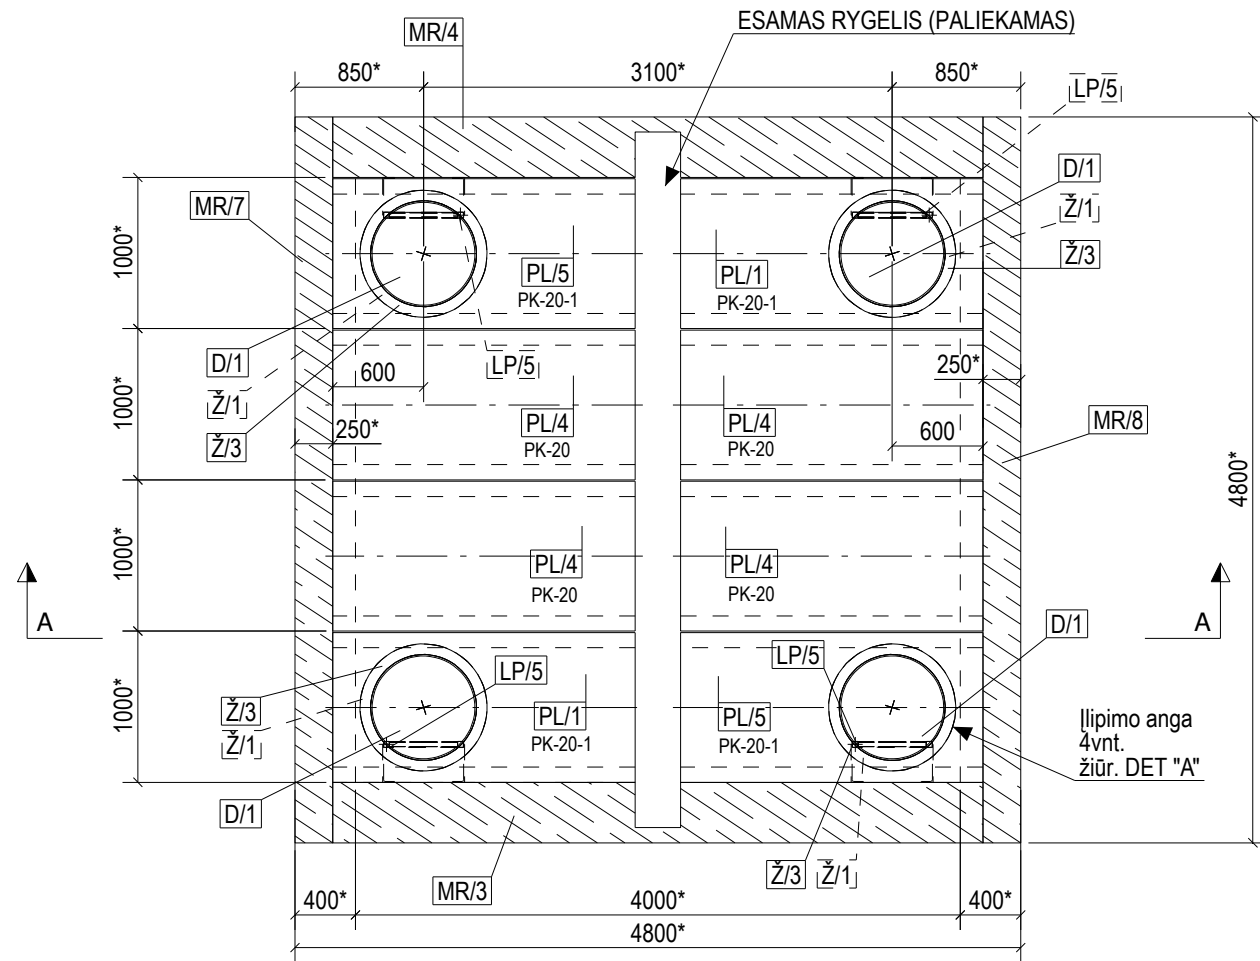 ESAMAS RYGELIS (PALIEKAMAS)
MR/4
850*
3100*
850*
LP/5
D/1
Ž/1
Ž/3
MR/7
1000*
PL/5
PK-20-1
PL/1
PK-20-1
D/1
Ž/1
Ž/3
600
LP/5
250*
1000*
250*
PL/4
PK-20
PL/4
PK-20
600
MR/8
4800*
1000*
PL/4
PK-20
PL/4
PK-20
A
A
D/1
LP/5
LP/5
1000*
Ž/3
Ž/1
PL/1
PK-20-1
PL/5
PK-20-1
Įlipimo anga
4vnt.
žiūr. DET "A"
D/1
MR/3
Ž/3
Ž/1
400*
4000*
400*
4800*